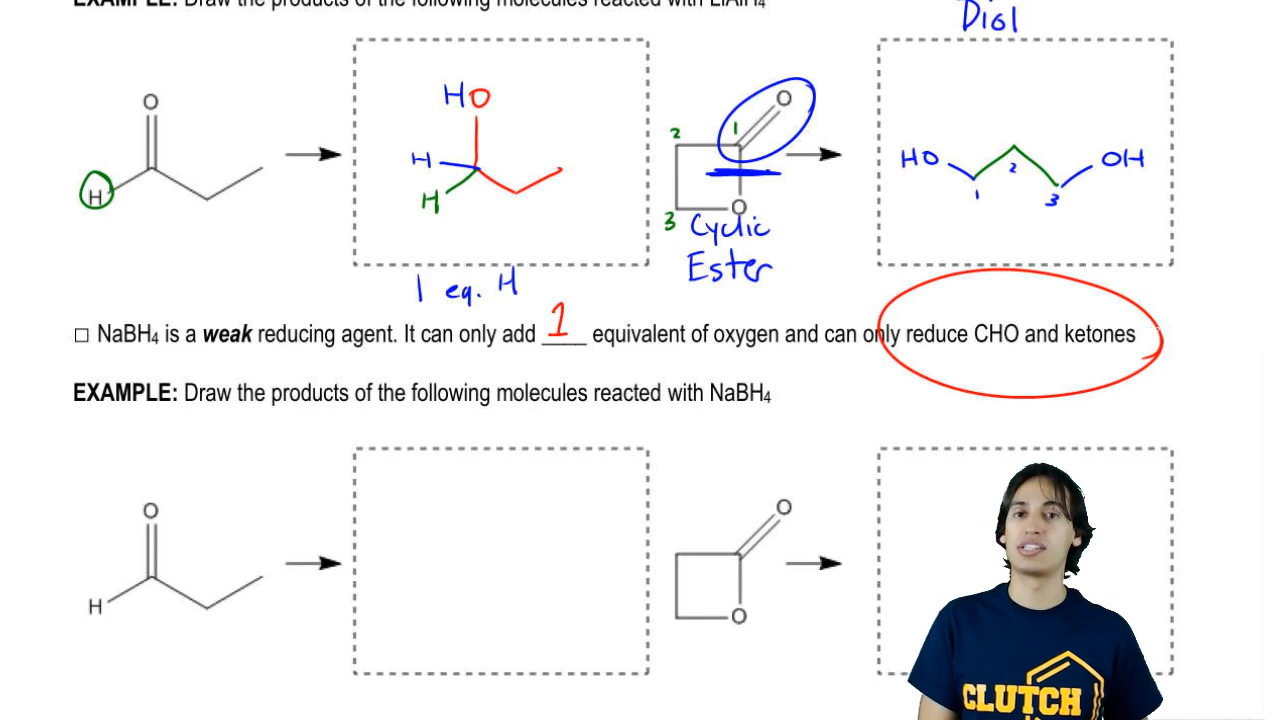 EXAMPLE: Draw the products of the following molecules reacted with LiAlH4
Diol
O
H
HO
H
H
1 eq. H
O
1
2
3
O
Cyclic
Ester
HO
OH
1
2
3
□ NaBH4 is a weak reducing agent. It can only add 1 equivalent of oxygen and can only reduce CHO and ketones
EXAMPLE: Draw the products of the following molecules reacted with NaBH4
O
H
O
O
CLUTCH